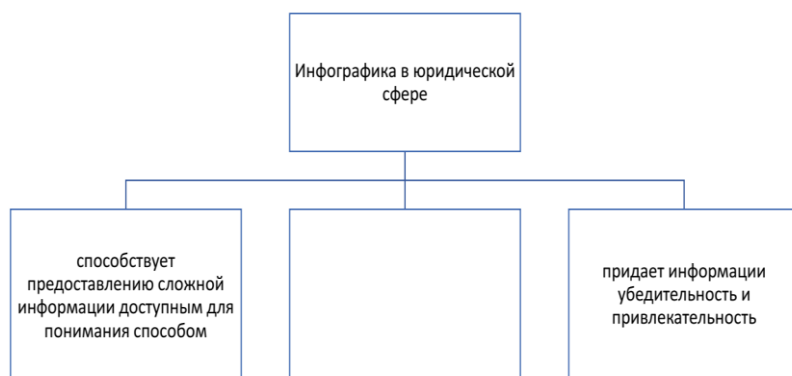 Инфографика в юридической
сфере
способствует
предоставлению сложной
информации доступным для
понимания способом
придает информации
убедительность и
привлекательность